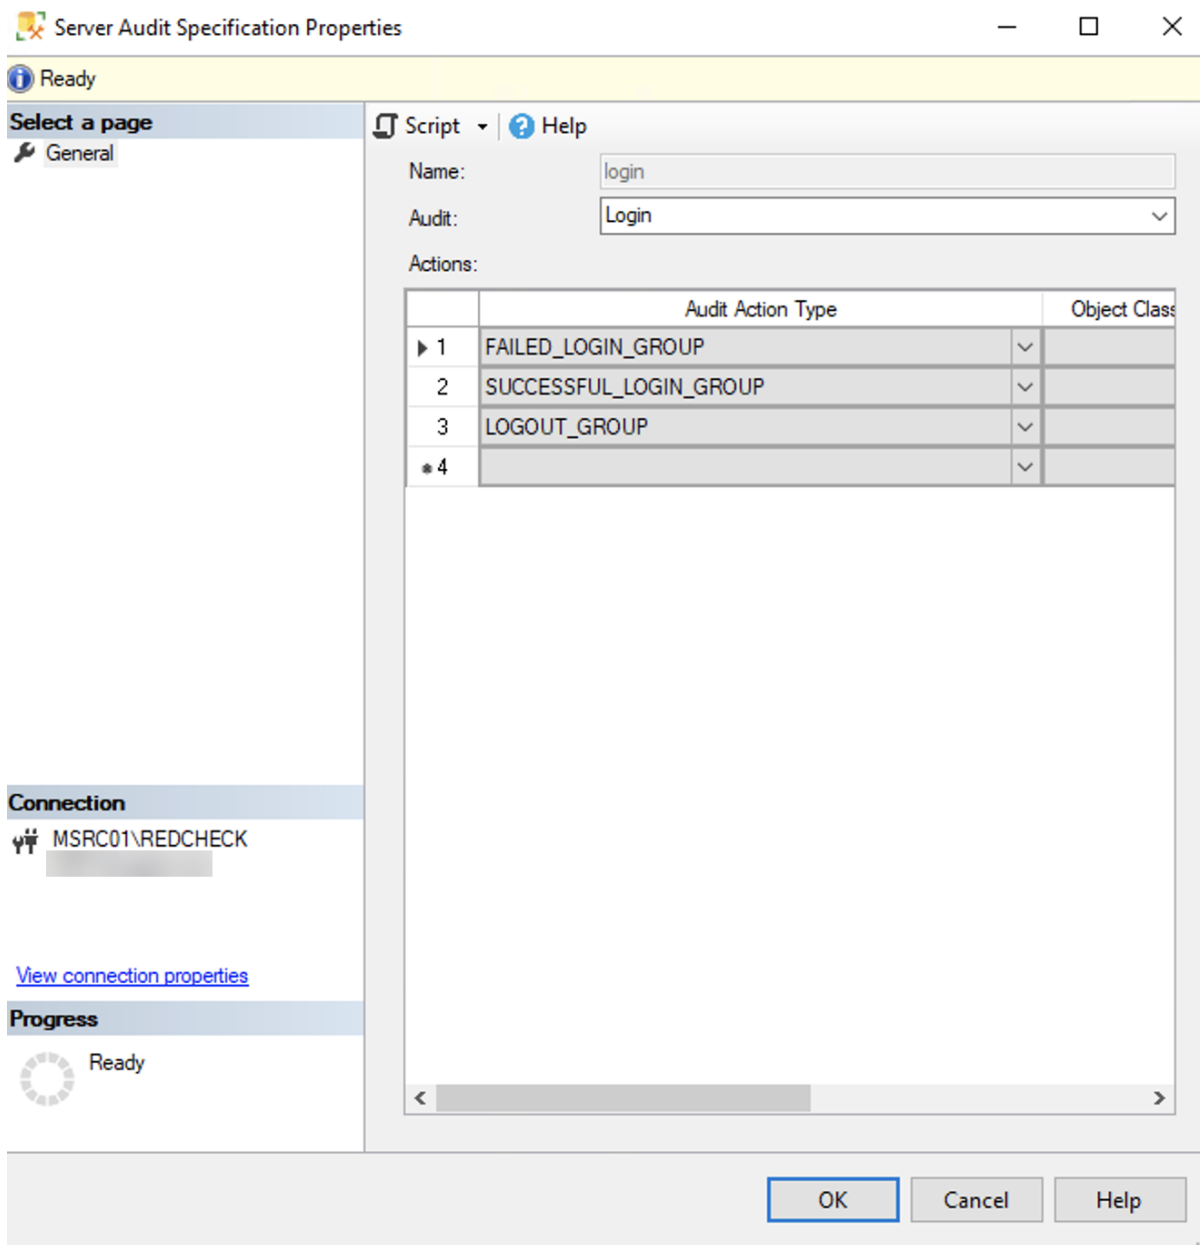 Server Audit Specification Properties
Ready
Select a page
General
Script
Help
Name:
login
Audit:
Login
Actions:
Audit Action Type
Object Class
1
FAILED_LOGIN_GROUP
2
SUCCESSFUL_LOGIN_GROUP
3
LOGOUT_GROUP
4
Connection
MSRC01\REDCHECK
View connection properties
Progress
Ready
OK
Cancel
Help